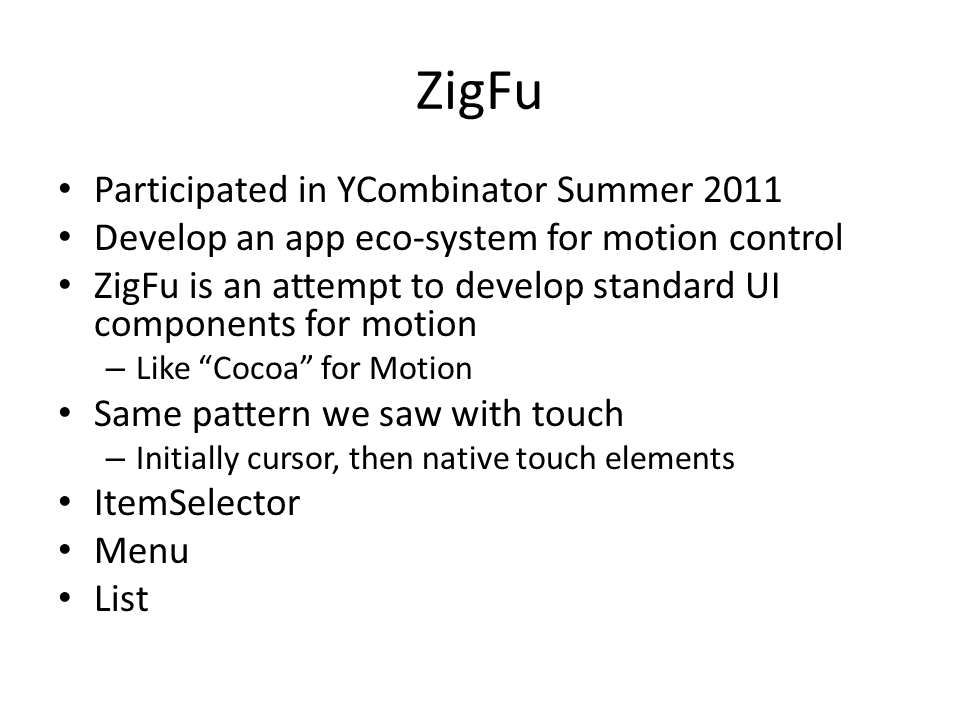 ZigFu
• Participated in YCombinator Summer 2011
• Develop an app eco-system for motion control
• ZigFu is an attempt to develop standard UI
components for motion
– Like “Cocoa” for Motion
• Same pattern we saw with touch
– Initially cursor, then native touch elements
• ItemSelector
• Menu
• List